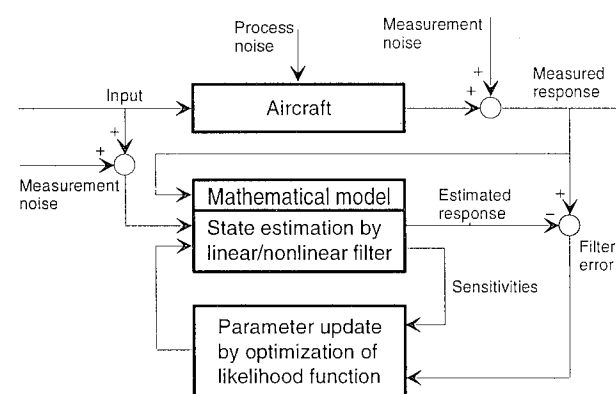 Process
noise
Measurement
noise
Input
Aircraft
+
+
Measured
response
+
+
Measurement
noise
Mathematical model
State estimation by
linear/nonlinear filter
Estimated
response
+
−
Filter
error
Sensitivities
Parameter update
by optimization of
likelihood function